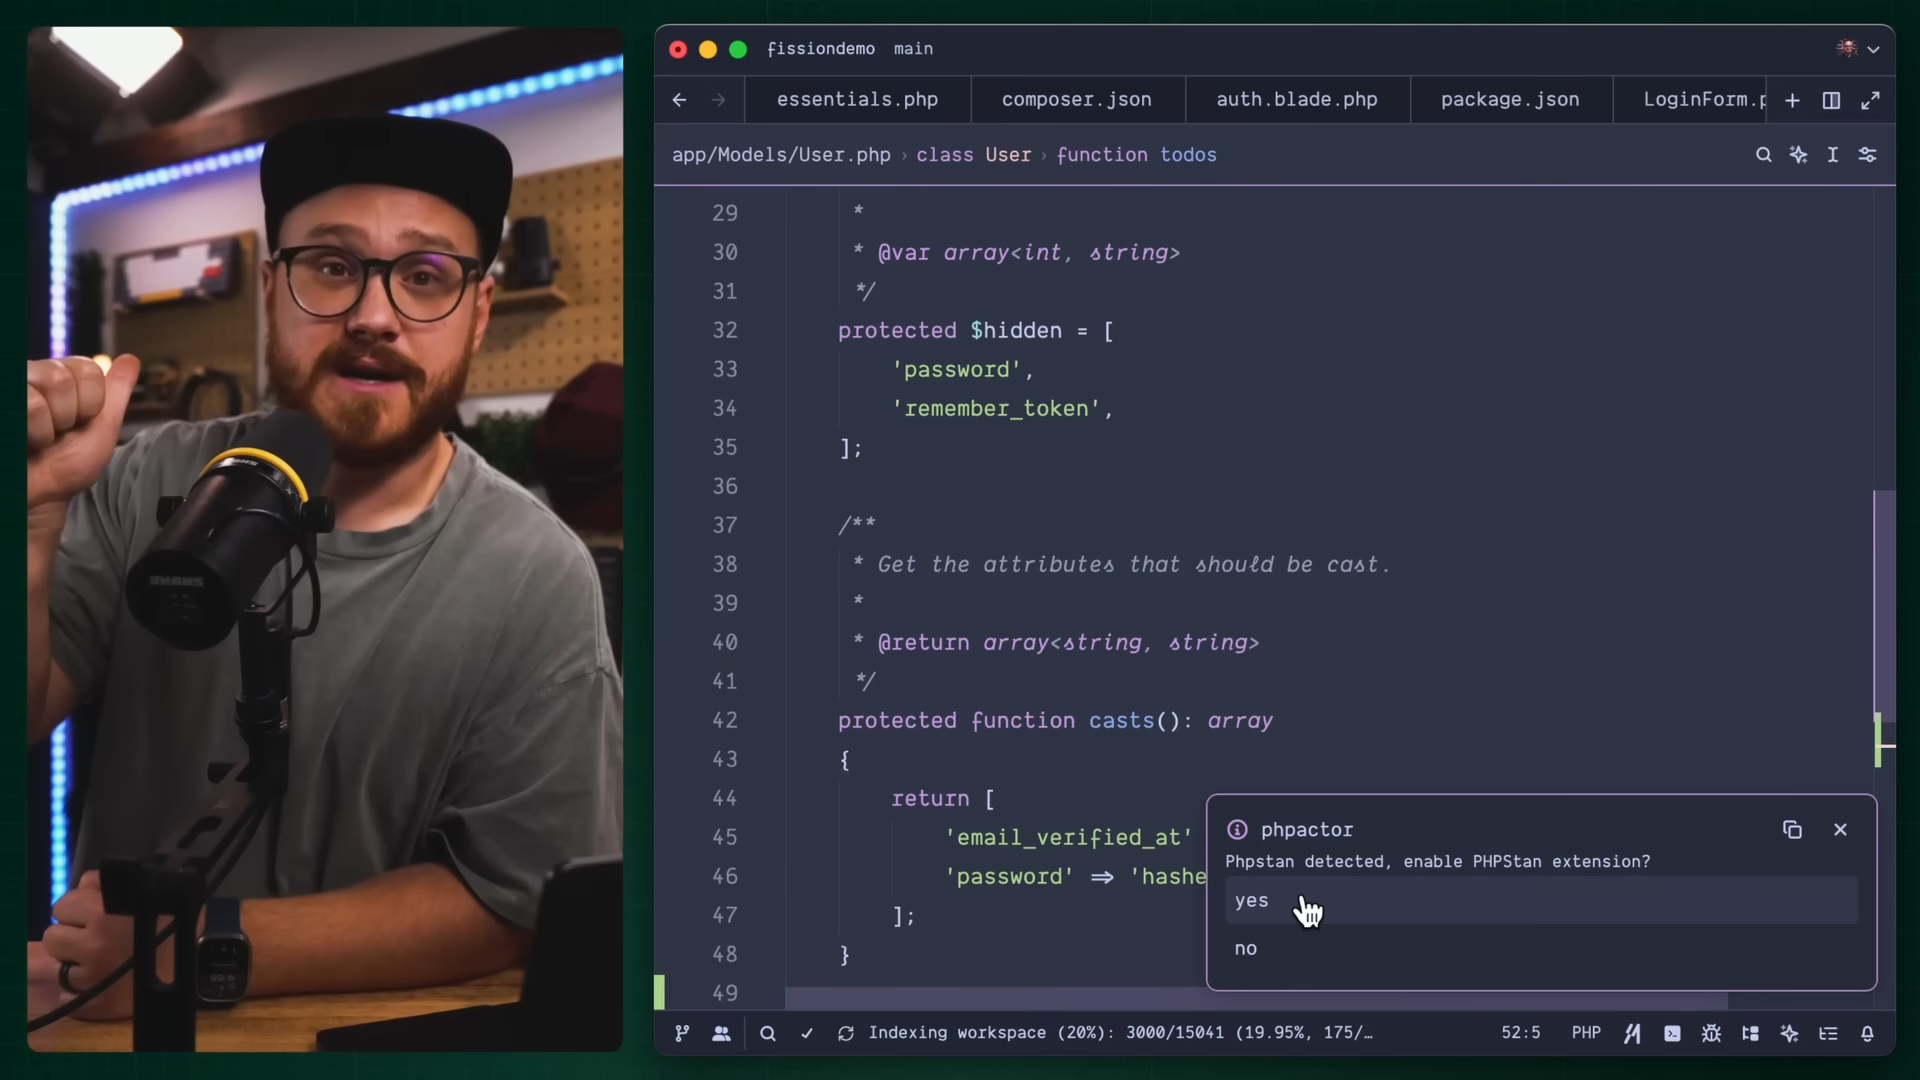 fissiondemo main
essentials.php composer.json auth.blade.php package.json LoginForm.p
app/Models/User.php › class User › function todos
29 *
30 * @var array<int, string>
31 */
32 protected $hidden = [
33 'password',
34 'remember_token',
35 ];
36
37 /**
38 * Get the attributes that should be cast.
39 *
40 * @return array<string, string>
41 */
42 protected function casts(): array
43 {
44 return [
45 'email_verified_at'
46 'password' => 'hashe
47 ];
48 }
49
phpactor
Phpstan detected, enable PHPStan extension?
yes
no
Indexing workspace (20%): 3000/15041 (19.95%, 175/… 52:5 PHP